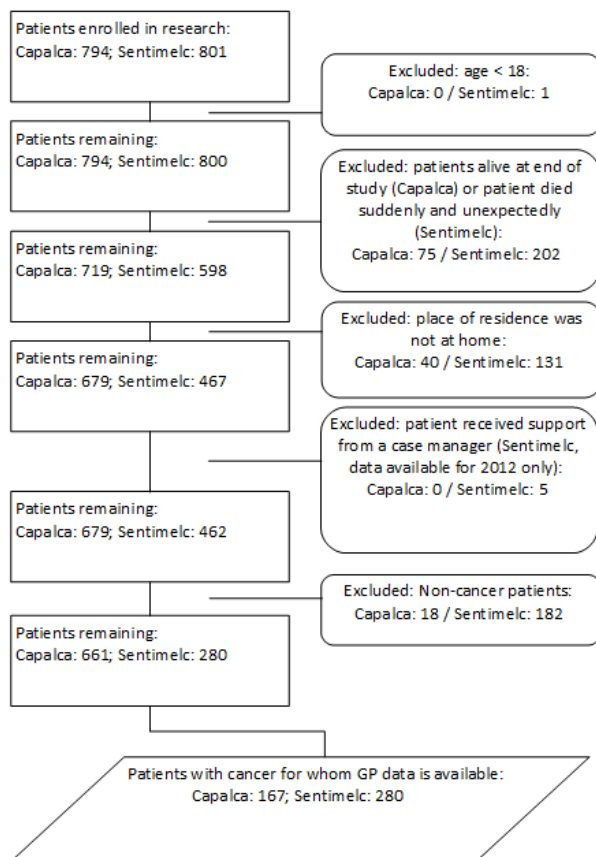 Patients enrolled in research:
Capalca: 794; Sentimelc: 801
Excluded: age < 18:
Capalca: 0 / Sentimelc: 1
Patients remaining:
Capalca: 794; Sentimelc: 800
Excluded: patients alive at end of
study (Capalca) or patient died
suddenly and unexpectedly
(Sentimelc):
Capalca: 75 / Sentimelc: 202
Patients remaining:
Capalca: 719; Sentimelc: 598
Excluded: place of residence was
not at home:
Capalca: 40 / Sentimelc: 131
Patients remaining:
Capalca: 679; Sentimelc: 467
Excluded: patient received support
from a case manager (Sentimelc,
data available for 2012 only):
Capalca: 0 / Sentimelc: 5
Patients remaining:
Capalca: 679; Sentimelc: 462
Excluded: Non-cancer patients:
Capalca: 18 / Sentimelc: 182
Patients remaining:
Capalca: 661; Sentimelc: 280
Patients with cancer for whom GP data is available:
Capalca: 167; Sentimelc: 280